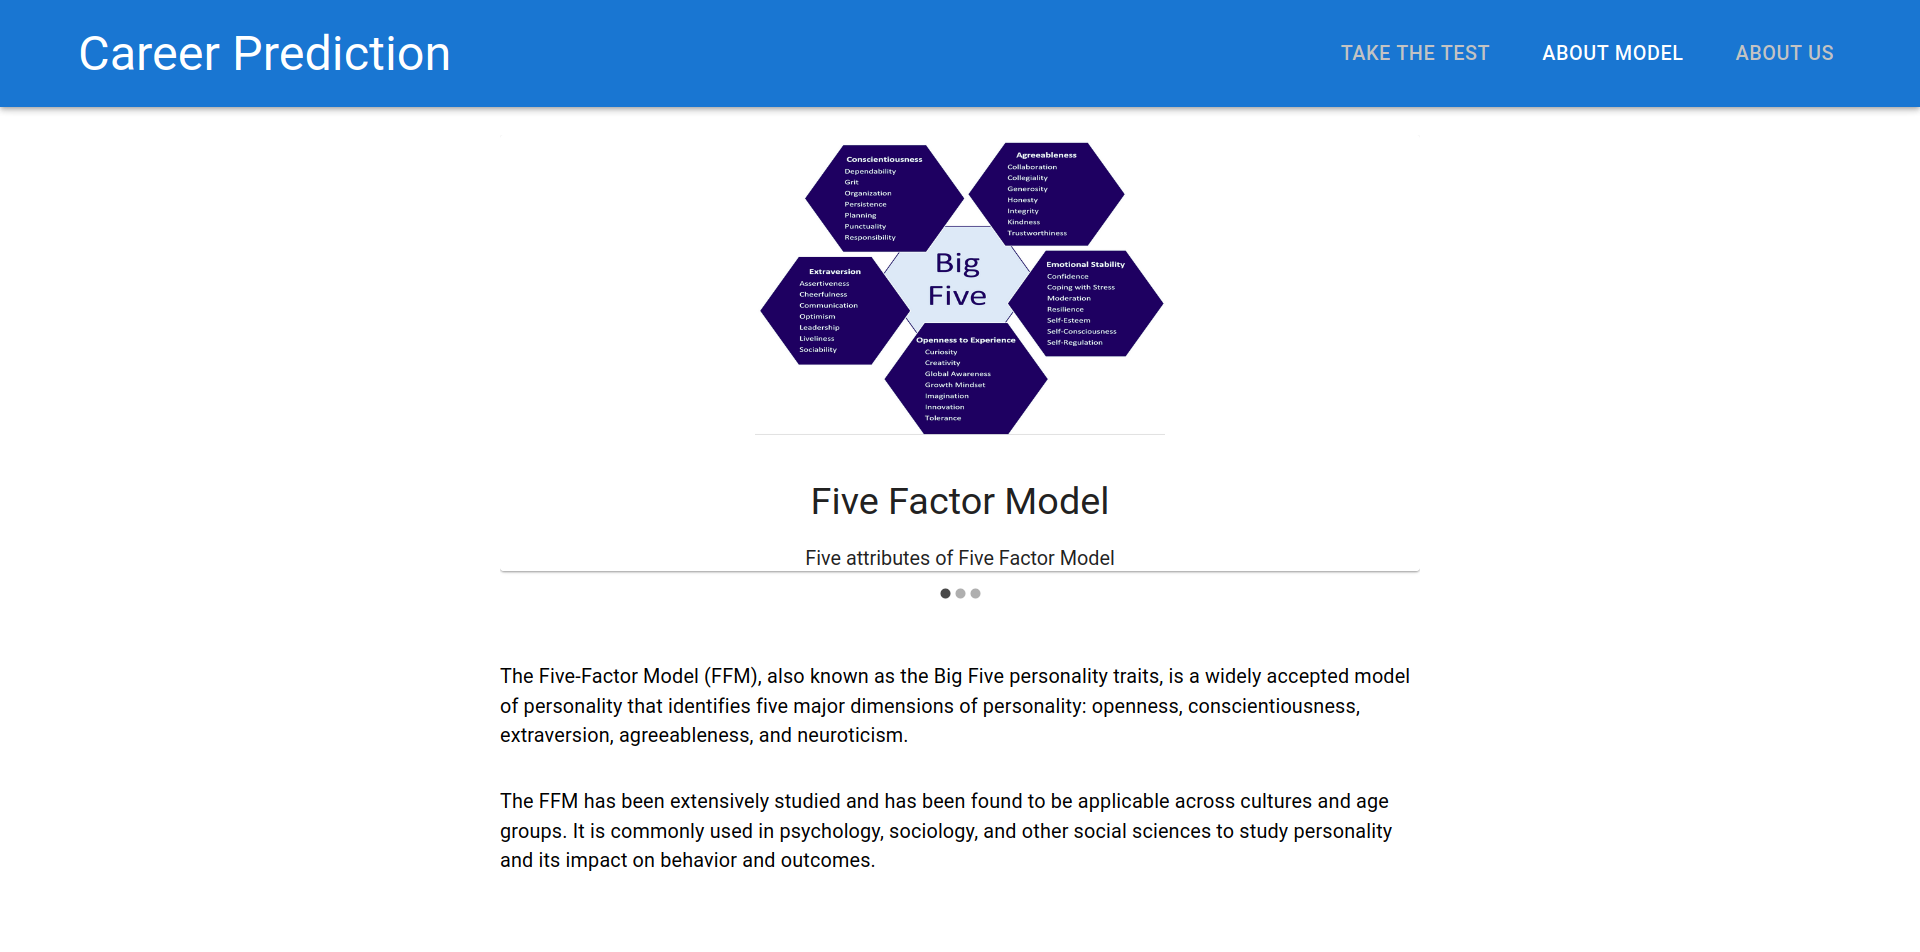 Career Prediction
TAKE THE TEST
ABOUT MODEL
ABOUT US
Conscientiousness
Dependability
Grit
Organization
Persistence
Planning
Punctuality
Responsibility
Agreeableness
Collaboration
Collegiality
Generosity
Honesty
Integrity
Kindness
Trustworthiness
Extraversion
Assertiveness
Cheerfulness
Communication
Optimism
Leadership
Liveliness
Sociability
Big
Five
Emotional Stability
Confidence
Coping with Stress
Moderation
Resilience
Self-Esteem
Self-Consciousness
Self-Regulation
Openness to Experience
Curiosity
Creativity
Global Awareness
Growth Mindset
Imagination
Innovation
Tolerance
Five Factor Model
Five attributes of Five Factor Model
The Five-Factor Model (FFM), also known as the Big Five personality traits, is a widely accepted model
of personality that identifies five major dimensions of personality: openness, conscientiousness,
extraversion, agreeableness, and neuroticism.
The FFM has been extensively studied and has been found to be applicable across cultures and age
groups. It is commonly used in psychology, sociology, and other social sciences to study personality
and its impact on behavior and outcomes.